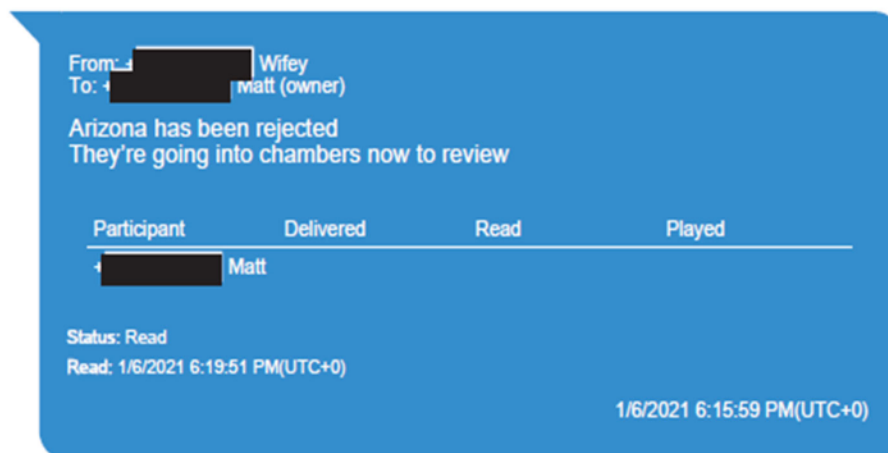 From: + Wifey
To: + Matt (owner)
Arizona has been rejected
They're going into chambers now to review
Participant Delivered Read Played
+ Matt
Status: Read
Read: 1/6/2021 6:19:51 PM(UTC+0)
1/6/2021 6:15:59 PM(UTC+0)